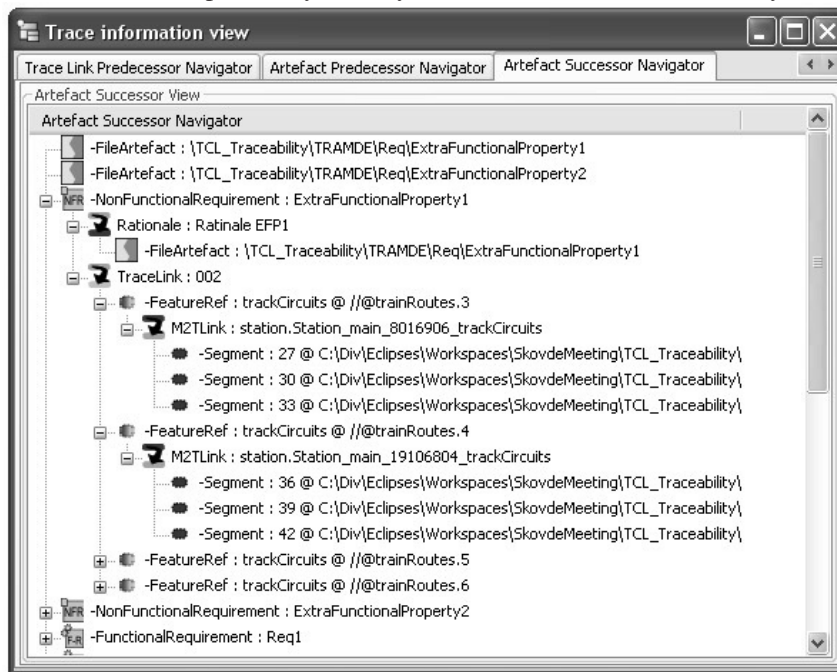 Trace information view
Trace Link Predecessor Navigator Artefact Predecessor Navigator Artefact Successor Navigator
Artefact Successor View
Artefact Successor Navigator
-FileArtefact : \TCL_Traceability\TRAMDE\Req\ExtraFunctionalProperty1
-FileArtefact : \TCL_Traceability\TRAMDE\Req\ExtraFunctionalProperty2
NFR -NonFunctionalRequirement : ExtraFunctionalProperty1
Rationale : Ratinale EFP1
-FileArtefact : \TCL_Traceability\TRAMDE\Req\ExtraFunctionalProperty1
TraceLink : 002
-FeatureRef : trackCircuits @ //@trainRoutes.3
M2TLink : station.Station_main_8016906_trackCircuits
-Segment : 27 @ C:\Div\Eclipses\Workspaces\SkovdeMeeting\TCL_Traceability\
-Segment : 30 @ C:\Div\Eclipses\Workspaces\SkovdeMeeting\TCL_Traceability\
-Segment : 33 @ C:\Div\Eclipses\Workspaces\SkovdeMeeting\TCL_Traceability\
-FeatureRef : trackCircuits @ //@trainRoutes.4
M2TLink : station.Station_main_19106804_trackCircuits
-Segment : 36 @ C:\Div\Eclipses\Workspaces\SkovdeMeeting\TCL_Traceability\
-Segment : 39 @ C:\Div\Eclipses\Workspaces\SkovdeMeeting\TCL_Traceability\
-Segment : 42 @ C:\Div\Eclipses\Workspaces\SkovdeMeeting\TCL_Traceability\
-FeatureRef : trackCircuits @ //@trainRoutes.5
-FeatureRef : trackCircuits @ //@trainRoutes.6
NFR -NonFunctionalRequirement : ExtraFunctionalProperty2
F-R -FunctionalRequirement : Req1